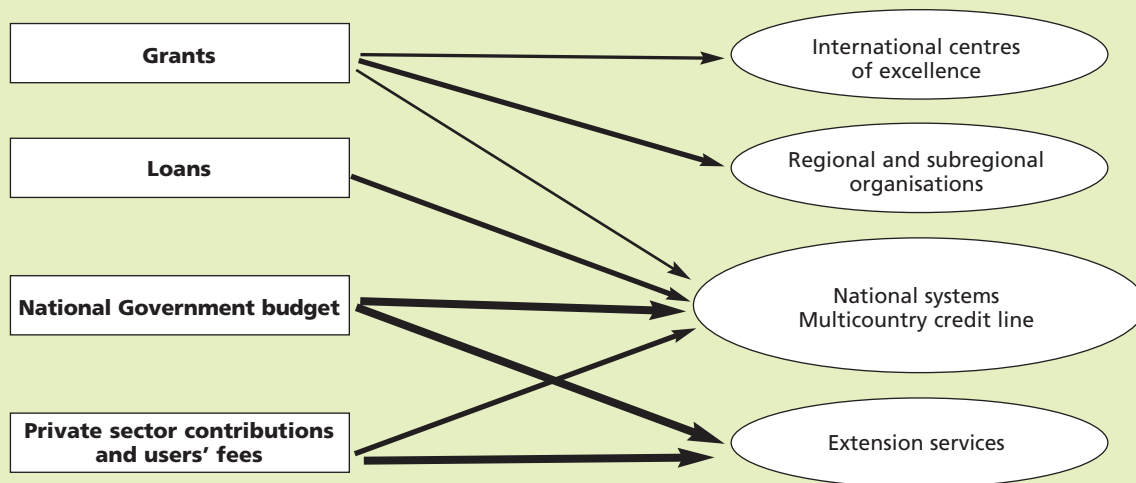 Grants
International centres
of excellence
Loans
Regional and subregional
organisations
National Government budget
National systems
Multicountry credit line
Private sector contributions
and users’ fees
Extension services